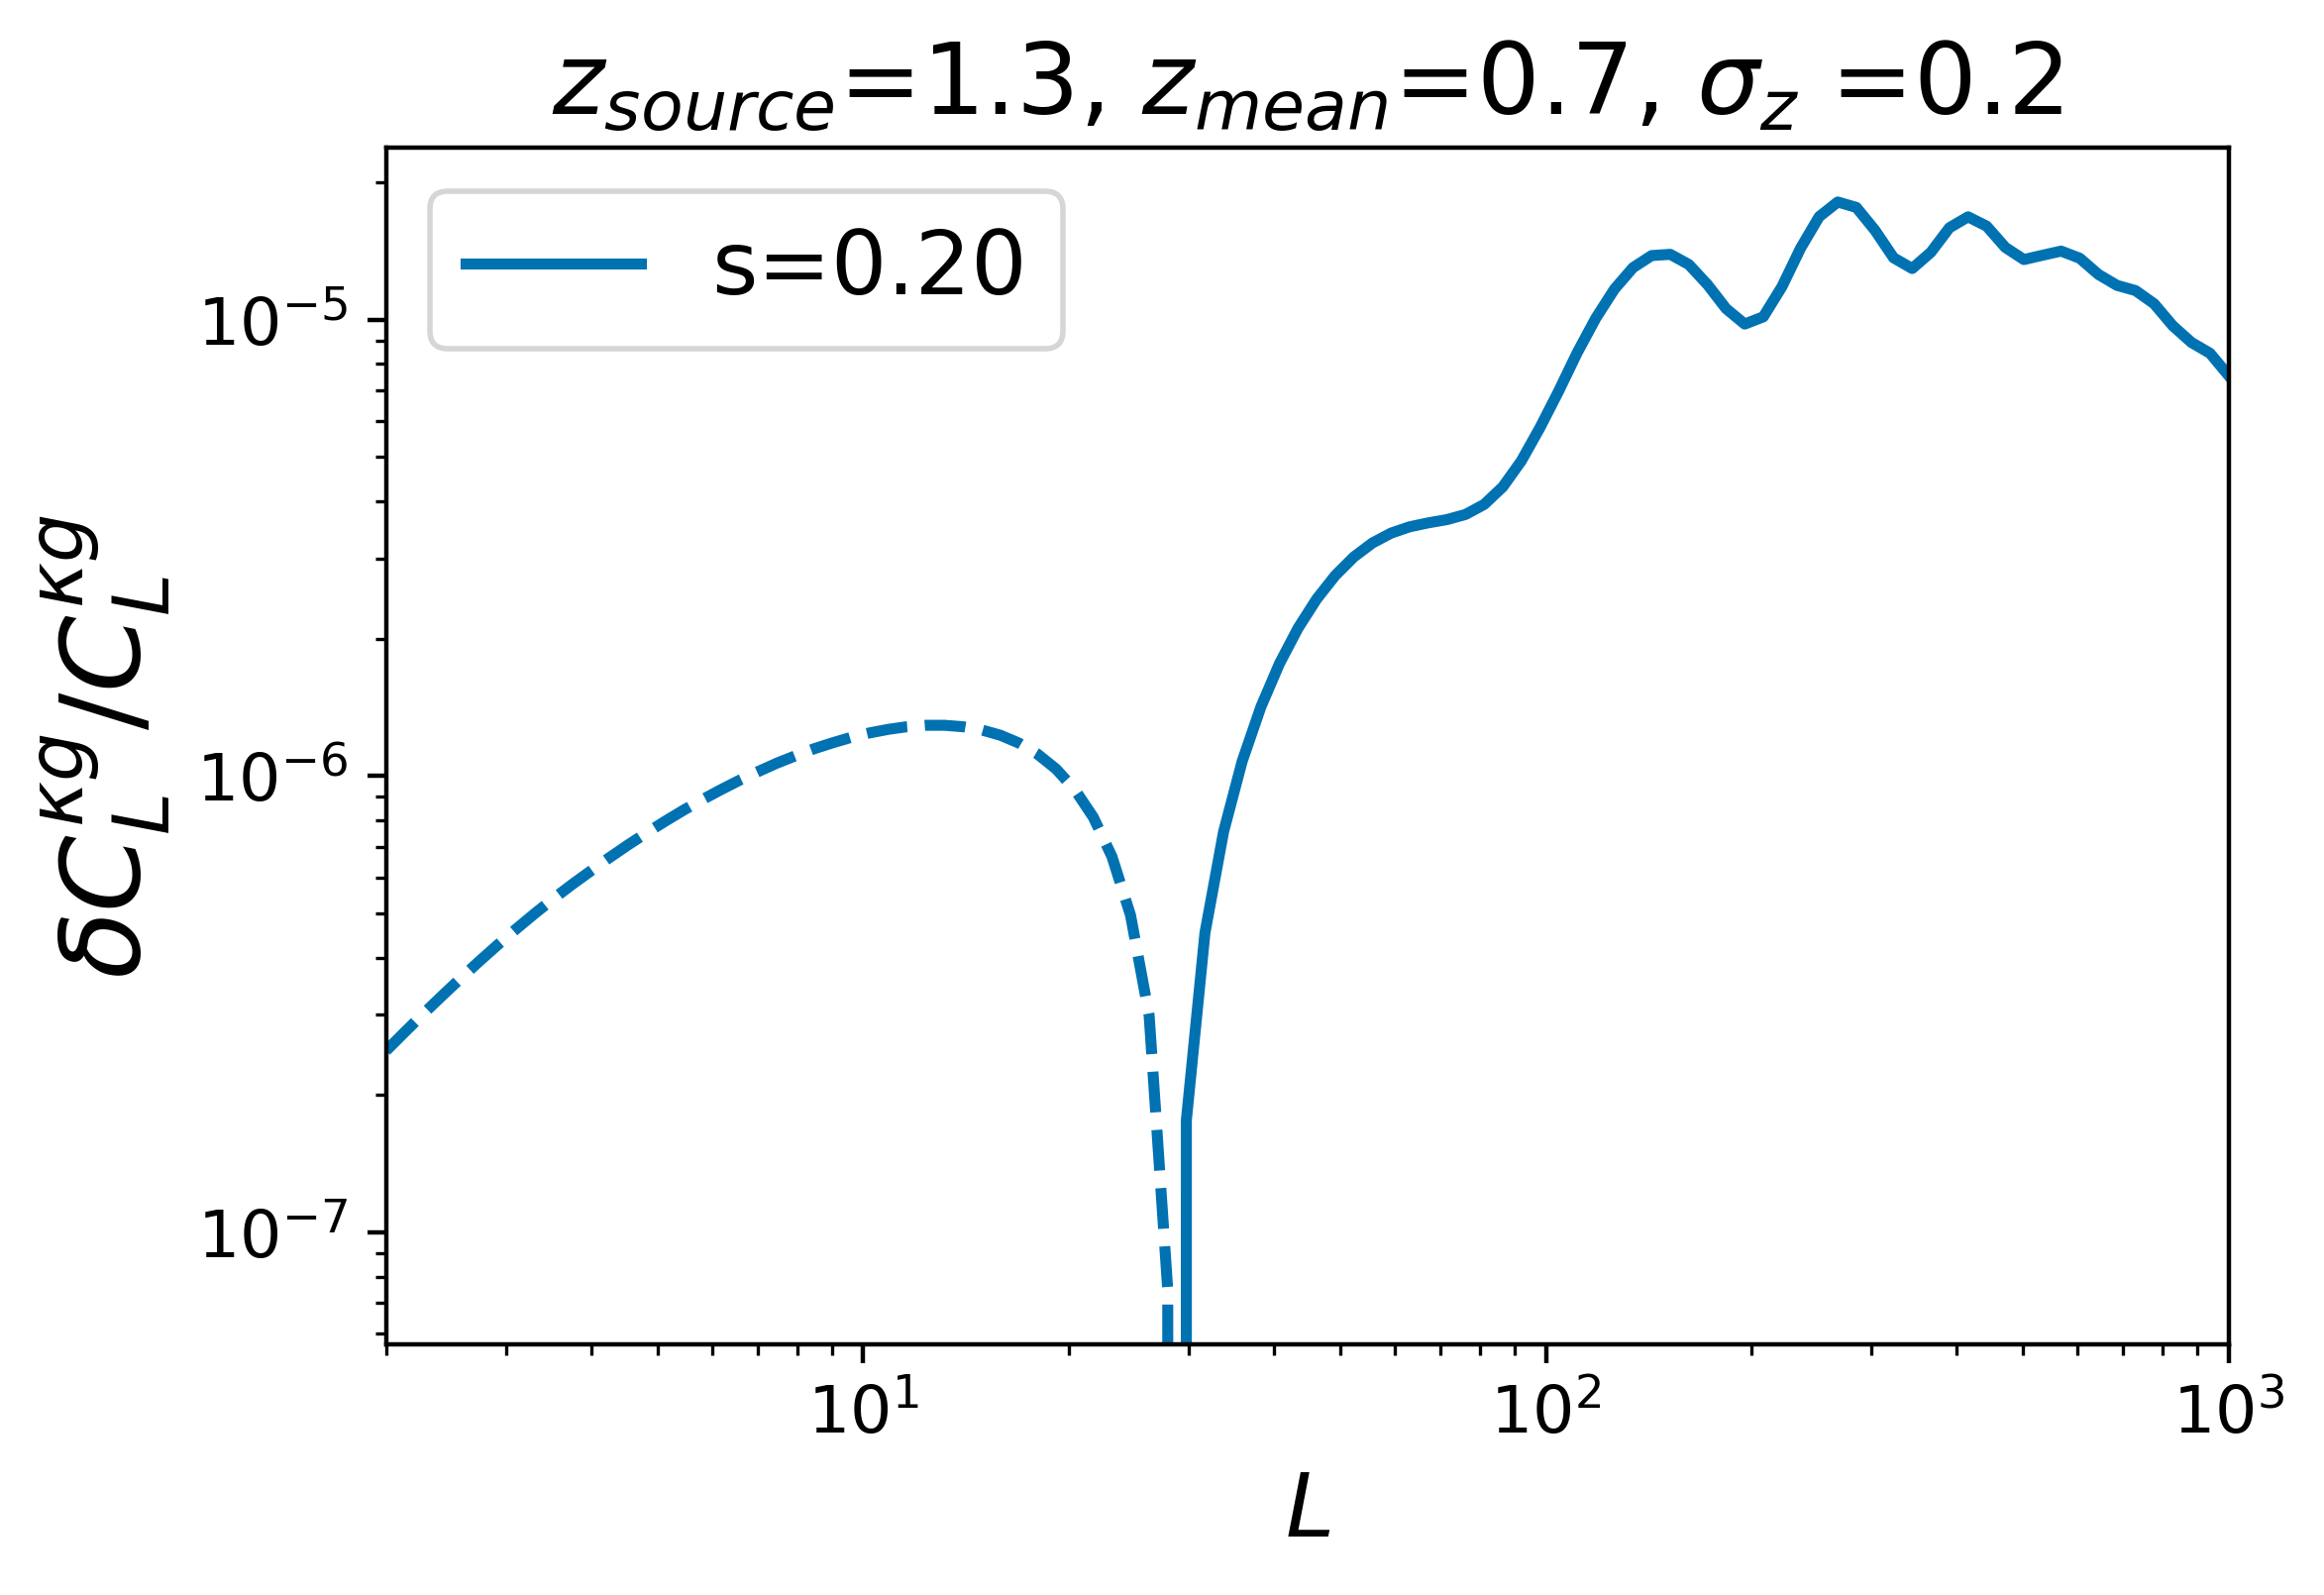 z_source=1.3, z_mean=0.7, σ_z =0.2
s=0.20
δC_L^{κg}/C_L^{κg}
10^{-5}
10^{-6}
10^{-7}
10^1
10^2
10^3
L